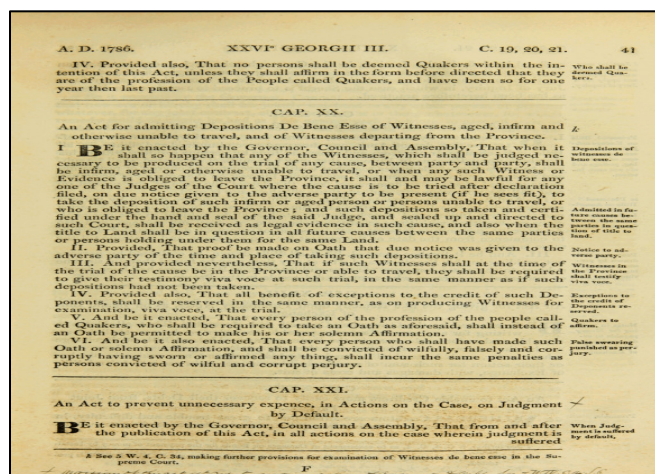 A. D. 1786. XXVIº GEORGII III. C. 19, 20, 21. 41
IV. Provided also, That no persons shall be deemed Quakers within the in-
tention of this Act, unless they shall affirm in the form before directed that they
are of the profession of the People called Quakers, and have been so for one
year then last past.
Who shall be
deemed Qua-
kers.
CAP. XX.
An Act for admitting Depositions De Bene Esse of Witnesses, aged, infirm and
otherwise unable to travel, and of Witnesses departing from the Province.
I BE it enacted by the Governor, Council and Assembly, That when it
shall so happen that any of the Witnesses, which shall be judged ne-
cessary to be produced on the trial of any cause, between party and party, shall
be infirm, aged or otherwise unable to travel, or when any such Witness or
Evidence is obliged to leave the Province, it shall and may be lawful for any
one of the Judges of the Court where the cause is to be tried after declaration
filed, on due notice given to the adverse party to be present (if he sees fit), to
take the deposition of such infirm or aged person or persons unable to travel, or
who is obliged to leave the Province; and such depositions so taken and certi-
fied under the hand and seal of the said Judge, and sealed up and directed to
such Court, shall be received as legal evidence in such cause, and also when the
title to Land shall be in question in all future causes between the same parties
or persons holding under them for the same Land.
Depositions of
witnesses de
bene esse.
Admitted in fu-
ture causes be-
tween the same
parties in ques-
tion of title to
land.
II. Provided, That proof be made on Oath that due notice was given to the
adverse party of the time and place of taking such depositions.
Notice to ad-
verse party.
III. And provided nevertheless, That if such Witnesses shall at the time of
the trial of the cause be in the Province or able to travel, they shall be required
to give their testimony viva voce at such trial, in the same manner as if such
depositions had not been taken.
Witnesses in
the Province
shall testify
viva voce.
IV. Provided also, That all benefit of exceptions to the credit of such De-
ponents, shall be reserved in the same manner, as on producing Witnesses for
examination, viva voce, at the trial.
Exceptions to
the credit of
Deponents re-
served.
V. And be it enacted, That every person of the profession of the people call-
ed Quakers, who shall be required to take an Oath as aforesaid, shall instead of
an Oath be permitted to make his or her solemn Affirmation.
Quakers to
affirm.
VI. And be it also enacted, That every person who shall have made such
Oath or solemn Affirmation, and shall be convicted of wilfully, falsely and cor-
ruptly having sworn or affirmed any thing, shall incur the same penalties as
persons convicted of wilful and corrupt perjury.
False swearing
punished as per-
jury.
CAP. XXI.
An Act to prevent unnecessary expence, in Actions on the Case, on Judgment
by Default.
BE it enacted by the Governor, Council and Assembly, That from and after
the publication of this Act, in all actions on the case wherein judgment is
suffered
When Judg-
ment is suffered
by default,
k See 5 W. 4, C. 34, making further provisions for examination of Witnesses de bene esse in the Su-
preme Court.
F